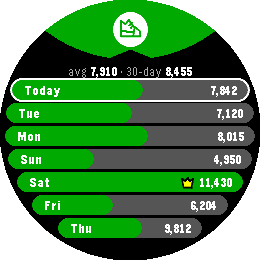 avg 7,910 · 30-day 8,455
Today 7,842
Tue 7,120
Mon 8,015
Sun 4,950
Sat 11,430
Fri 6,204
Thu 9,812